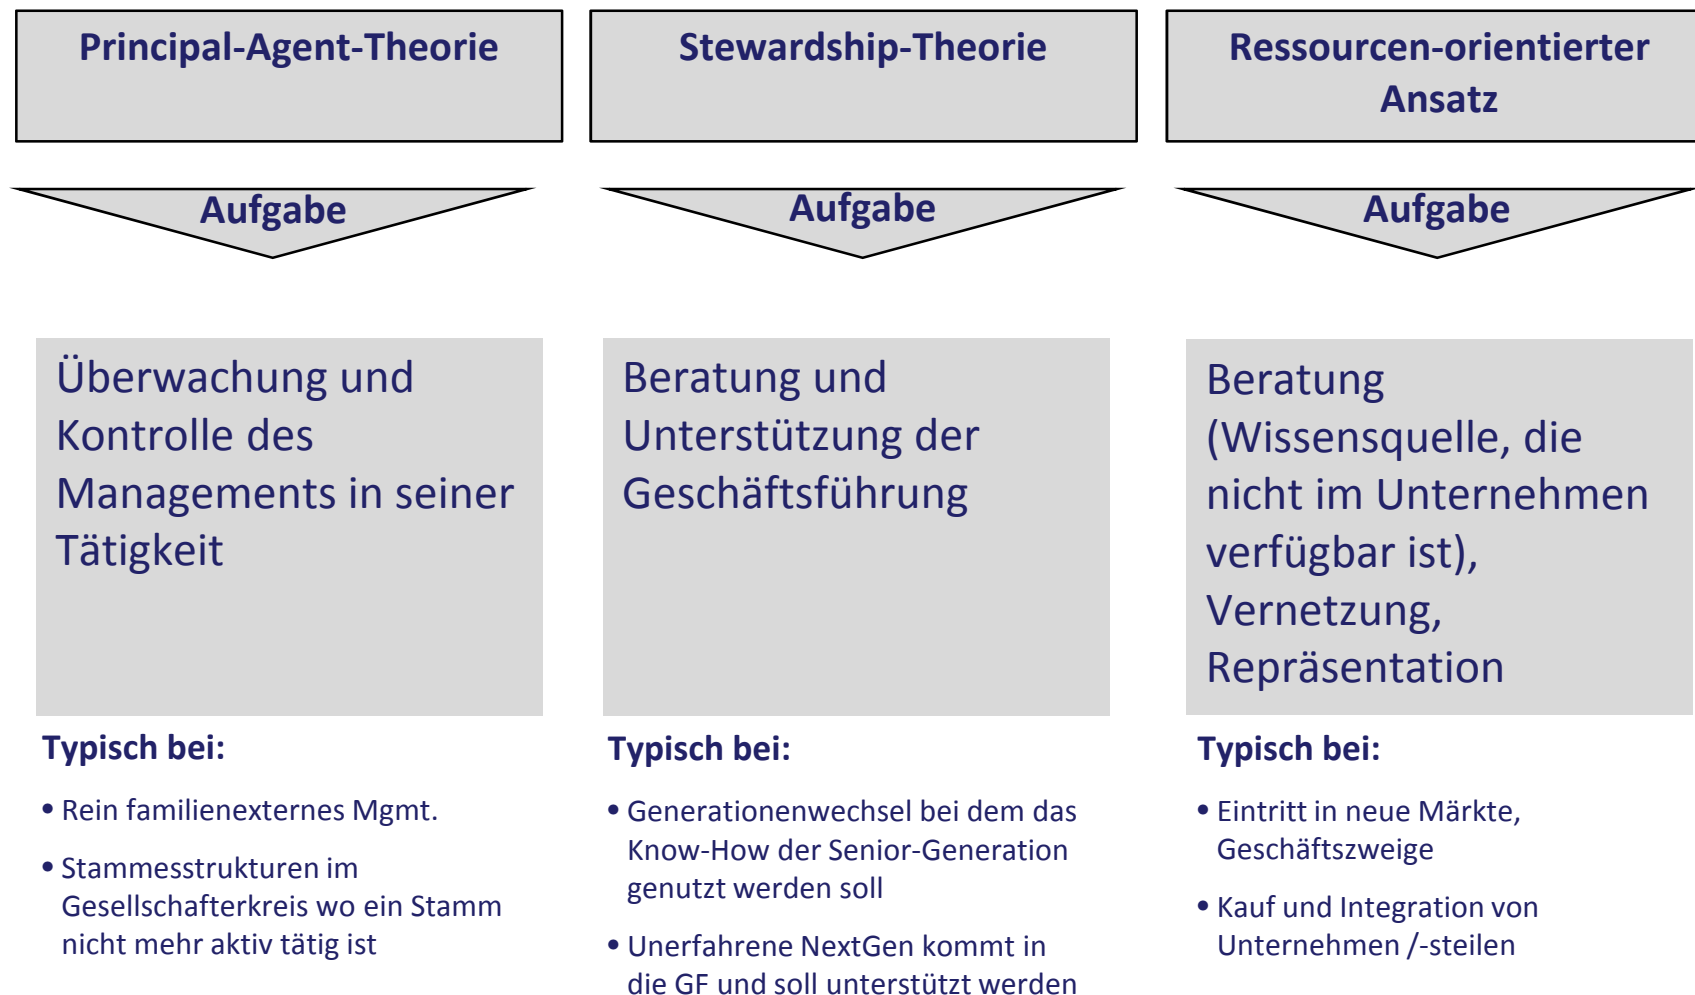 Principal-Agent-Theorie
Stewardship-Theorie
Ressourcen-orientierter
Ansatz
Aufgabe
Aufgabe
Aufgabe
Überwachung und
Kontrolle des
Managements in seiner
Tätigkeit
Beratung und
Unterstützung der
Geschäftsführung
Beratung
(Wissensquelle, die
nicht im Unternehmen
verfügbar ist),
Vernetzung,
Repräsentation
Typisch bei:
• Rein familienexternes Mgmt.
• Stammesstrukturen im
Gesellschafterkreis wo ein Stamm
nicht mehr aktiv tätig ist
Typisch bei:
• Generationenwechsel bei dem das
Know-How der Senior-Generation
genutzt werden soll
• Unerfahrene NextGen kommt in
die GF und soll unterstützt werden
Typisch bei:
• Eintritt in neue Märkte,
Geschäftszweige
• Kauf und Integration von
Unternehmen /-steilen